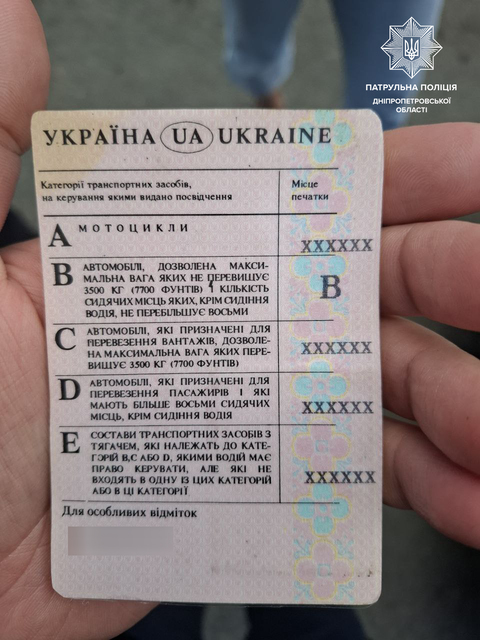 ПАТРУЛЬНА ПОЛІЦІЯ
ДНІПРОПЕТРОВСЬКОЇ
ОБЛАСТІ
УКРАЇНА UA UKRAINE
Категорії транспортних засобів,
на керування якими видано посвідчення
Місце
печатки
A МОТОЦИКЛИ
XXXXXX
B АВТОМОБІЛІ, ДОЗВОЛЕНА МАКСИ-
МАЛЬНА ВАГА ЯКИХ НЕ ПЕРЕВИЩУЄ
3500 КГ (7700 ФУНТІВ) І КІЛЬКІСТЬ
СИДЯЧИХ МІСЦЬ ЯКИХ, КРІМ СИДІННЯ
ВОДІЯ, НЕ ПЕРЕБІЛЬШУЄ ВОСЬМИ
B
C АВТОМОБІЛІ, ЯКІ ПРИЗНАЧЕНІ ДЛЯ
ПЕРЕВЕЗЕННЯ ВАНТАЖІВ, ДОЗВОЛЕ-
НА МАКСИМАЛЬНА ВАГА ЯКИХ ПЕРЕ-
ВИЩУЄ 3500 КГ (7700 ФУНТІВ)
XXXXXX
D АВТОМОБІЛІ, ЯКІ ПРИЗНАЧЕНІ ДЛЯ
ПЕРЕВЕЗЕННЯ ПАСАЖИРІВ І ЯКІ
МАЮТЬ БІЛЬШЕ ВОСЬМИ СИДЯЧИХ
МІСЦЬ, КРІМ СИДІННЯ ВОДІЯ
XXXXXX
E СОСТАВИ ТРАНСПОРТНИХ ЗАСОБІВ З
ТЯГАЧЕМ, ЯКІ НАЛЕЖАТЬ ДО КАТЕ-
ГОРІЙ В,С АБО D, ЯКИМИ ВОДІЙ МАЄ
ПРАВО КЕРУВАТИ, АЛЕ ЯКІ НЕ
ВХОДЯТЬ В ОДНУ ІЗ ЦИХ КАТЕГОРІЙ
АБО В ЦІ КАТЕГОРІЇ
XXXXXX
Для особливих відміток